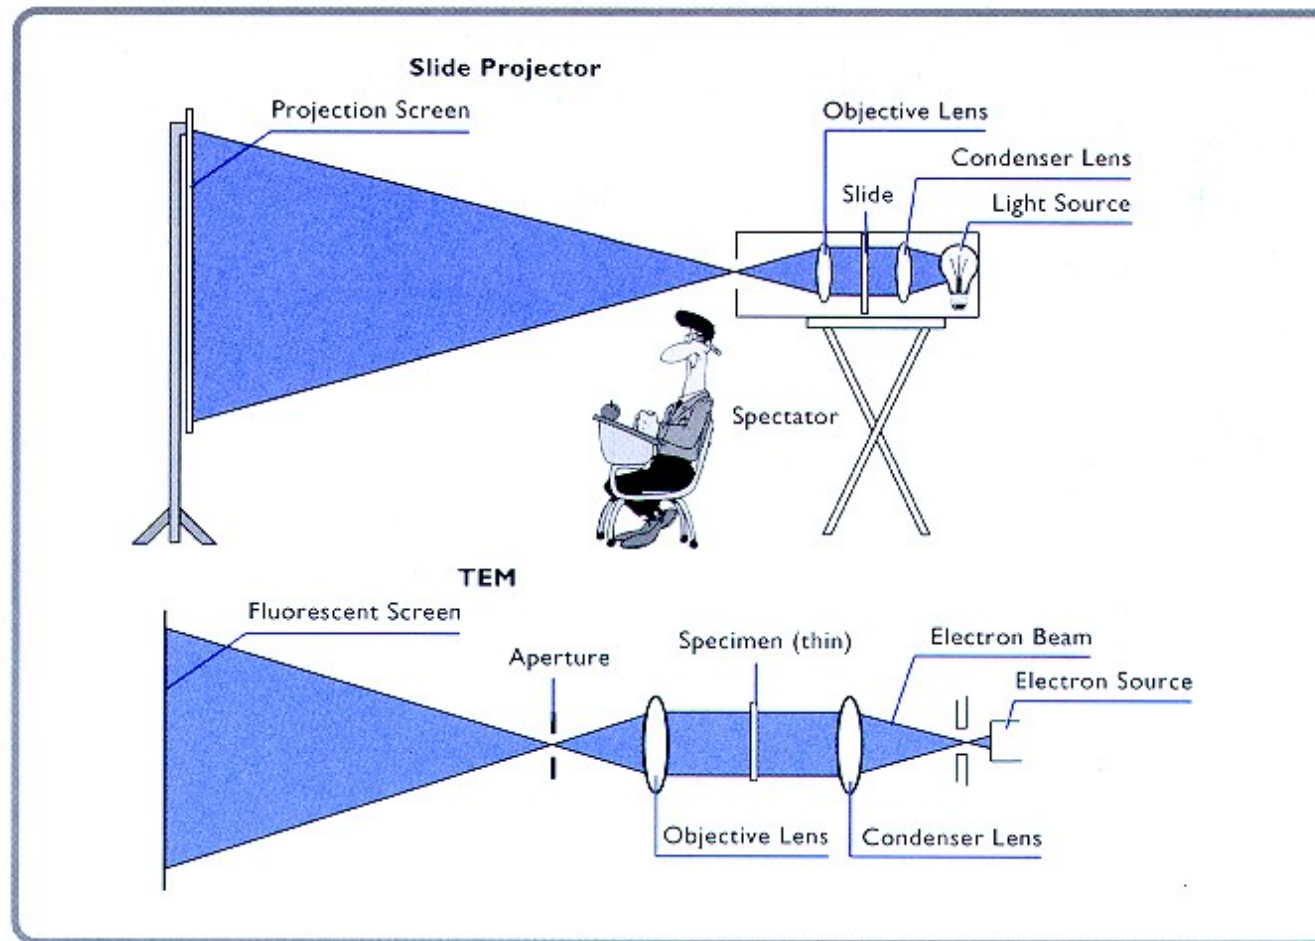 Slide Projector
Projection Screen
Objective Lens
Condenser Lens
Slide
Light Source
Spectator
TEM
Fluorescent Screen
Aperture
Specimen (thin)
Electron Beam
Electron Source
Objective Lens
Condenser Lens